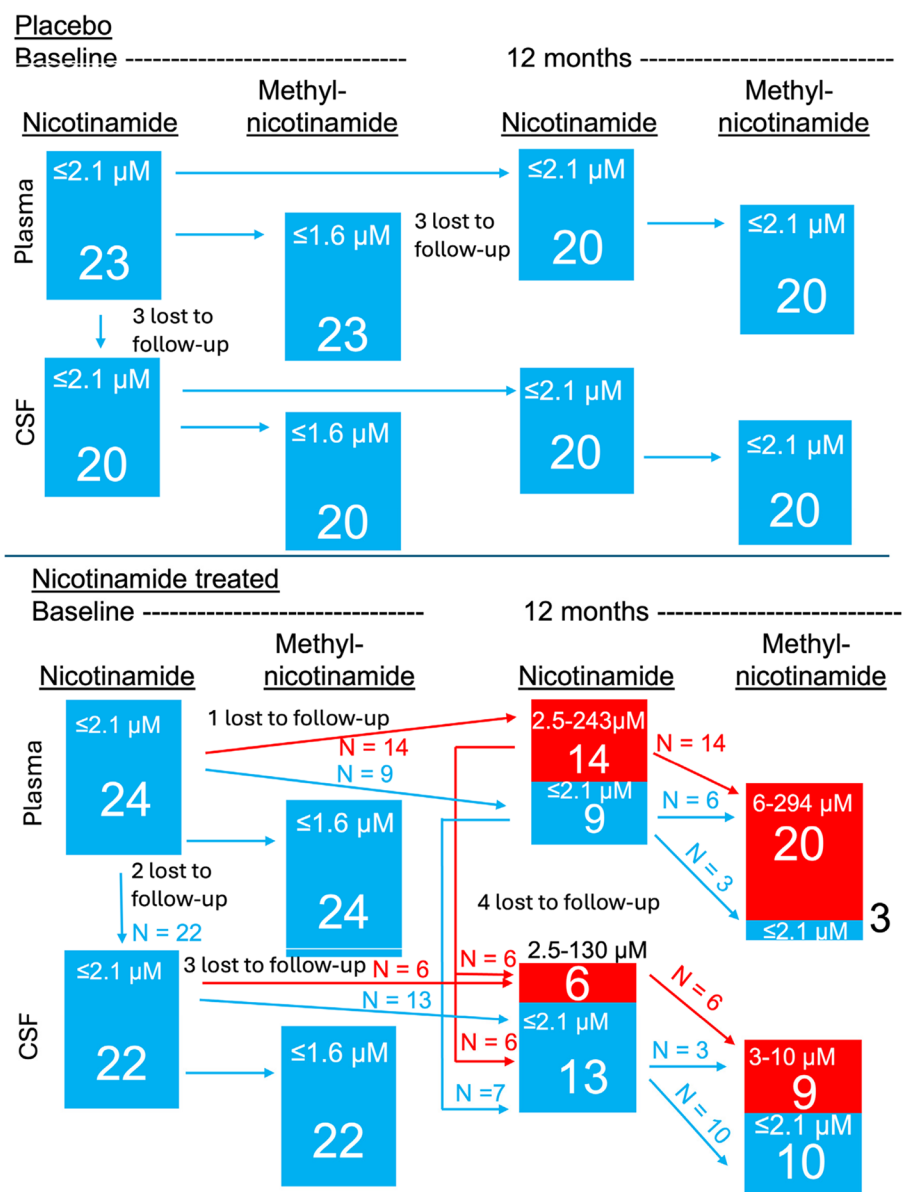 Placebo
Baseline -------------------------------
12 months ----------------------------
Methyl-
nicotinamide
Nicotinamide
Methyl-
nicotinamide
Nicotinamide
Plasma
≤2.1 µM
23
≤1.6 µM
23
3 lost to
follow-up
≤2.1 µM
20
≤2.1 µM
20
3 lost to
follow-up
CSF
≤2.1 µM
20
≤1.6 µM
20
≤2.1 µM
20
≤2.1 µM
20
Nicotinamide treated
Baseline -------------------------------
12 months ---------------------------
Methyl-
nicotinamide
Nicotinamide
Methyl-
nicotinamide
Nicotinamide
Plasma
≤2.1 µM
24
1 lost to follow-up
N = 14
N = 9
≤1.6 µM
24
2.5-243µM
14
≤2.1 µM
9
N = 14
N = 6
N = 3
6-294 µM
20
≤2.1 µM
3
2 lost to
follow-up
N = 22
4 lost to follow-up
CSF
≤2.1 µM
22
3 lost to follow-up
N = 6
N = 13
≤1.6 µM
22
N = 6
N = 6
N =7
2.5-130 µM
6
≤2.1 µM
13
N = 6
N = 3
N = 10
3-10 µM
9
≤2.1 µM
10